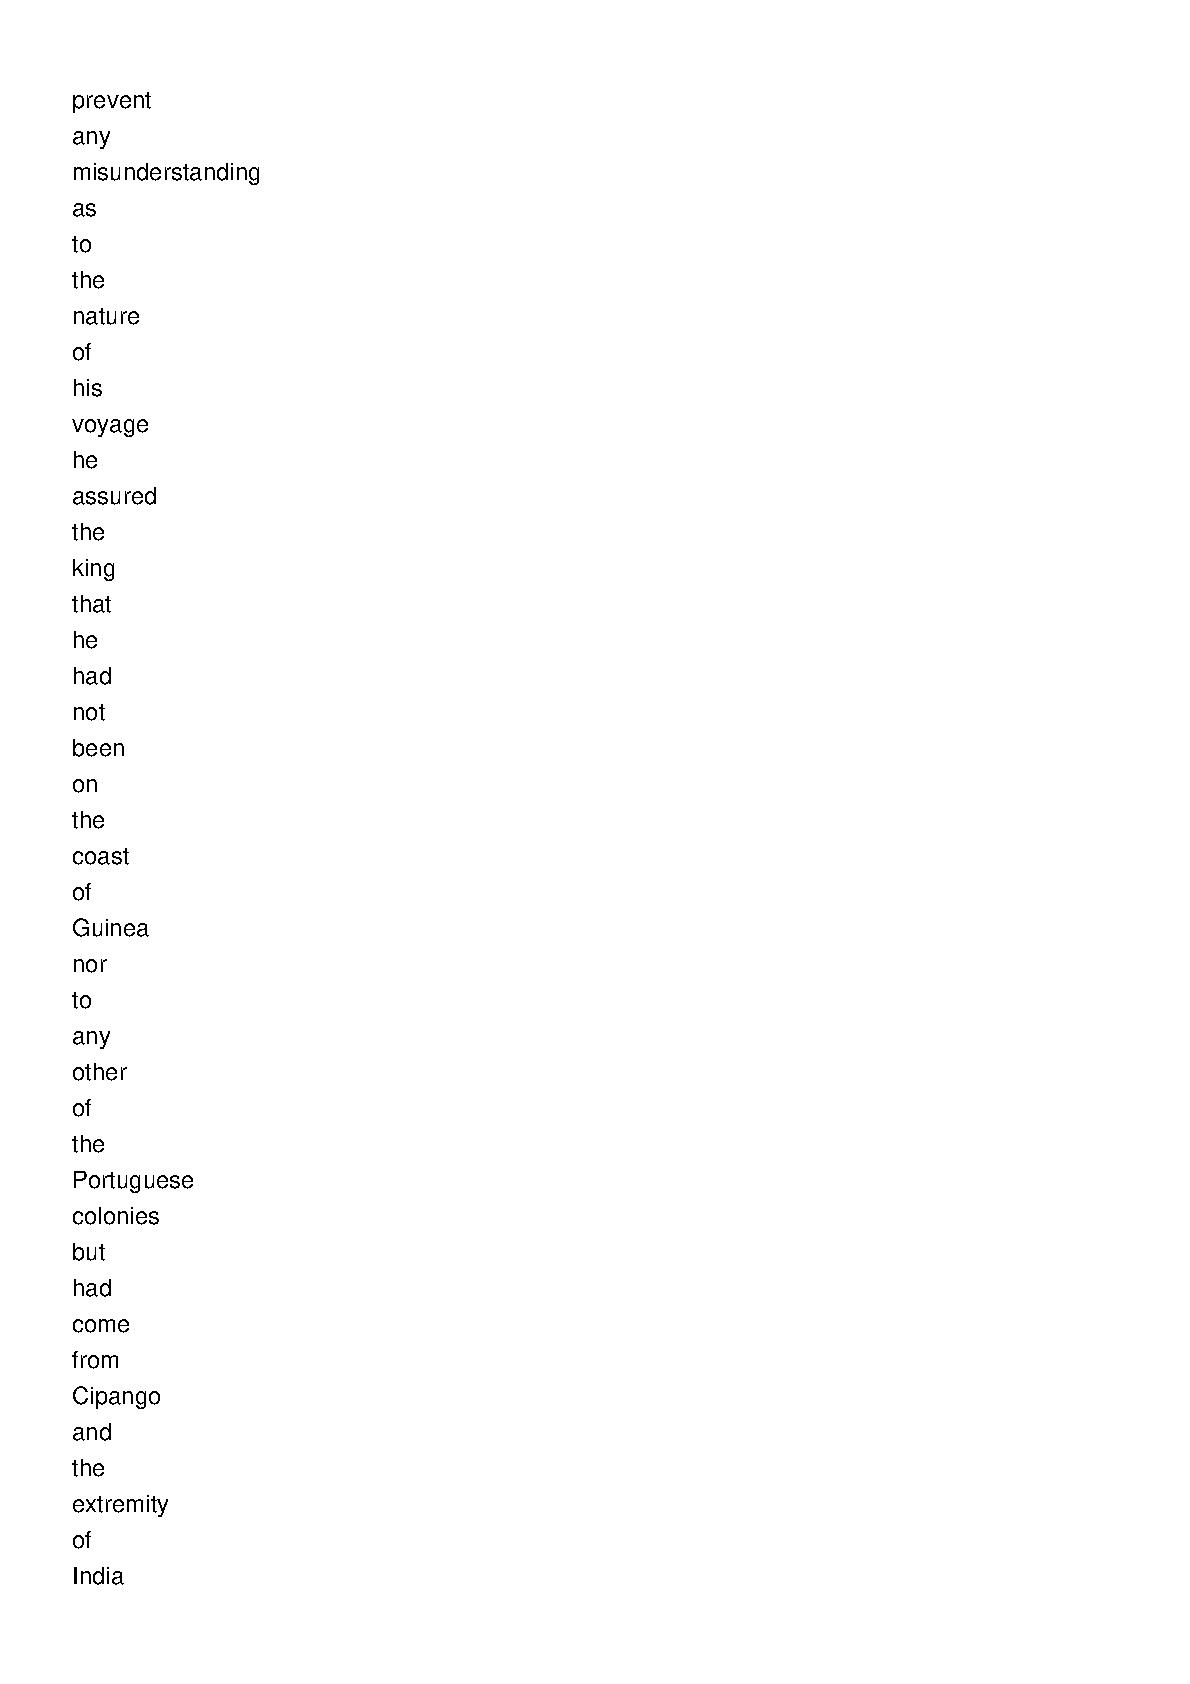 prevent
any
misunderstanding
as
to
the
nature
of
his
voyage
he
assured
the
king
that
he
had
not
been
on
the
coast
of
Guinea
nor
to
any
other
of
the
Portuguese
colonies
but
had
come
from
Cipango
and
the
extremity
of
India